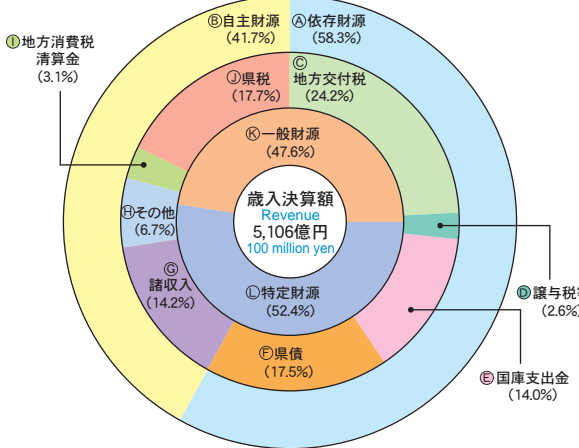 Ⓑ自主財源
(41.7%)
Ⓐ依存財源
(58.3%)
Ⓘ地方消費税
清算金
(3.1%)
Ⓙ県税
(17.7%)
Ⓒ
地方交付税
(24.2%)
Ⓚ一般財源
(47.6%)
歳入決算額
Revenue
5,106億円
100 million yen
Ⓗその他
(6.7%)
Ⓖ
諸収入
(14.2%)
Ⓛ特定財源
(52.4%)
Ⓓ譲与税等
(2.6%)
Ⓕ県債
(17.5%)
Ⓔ国庫支出金
(14.0%)